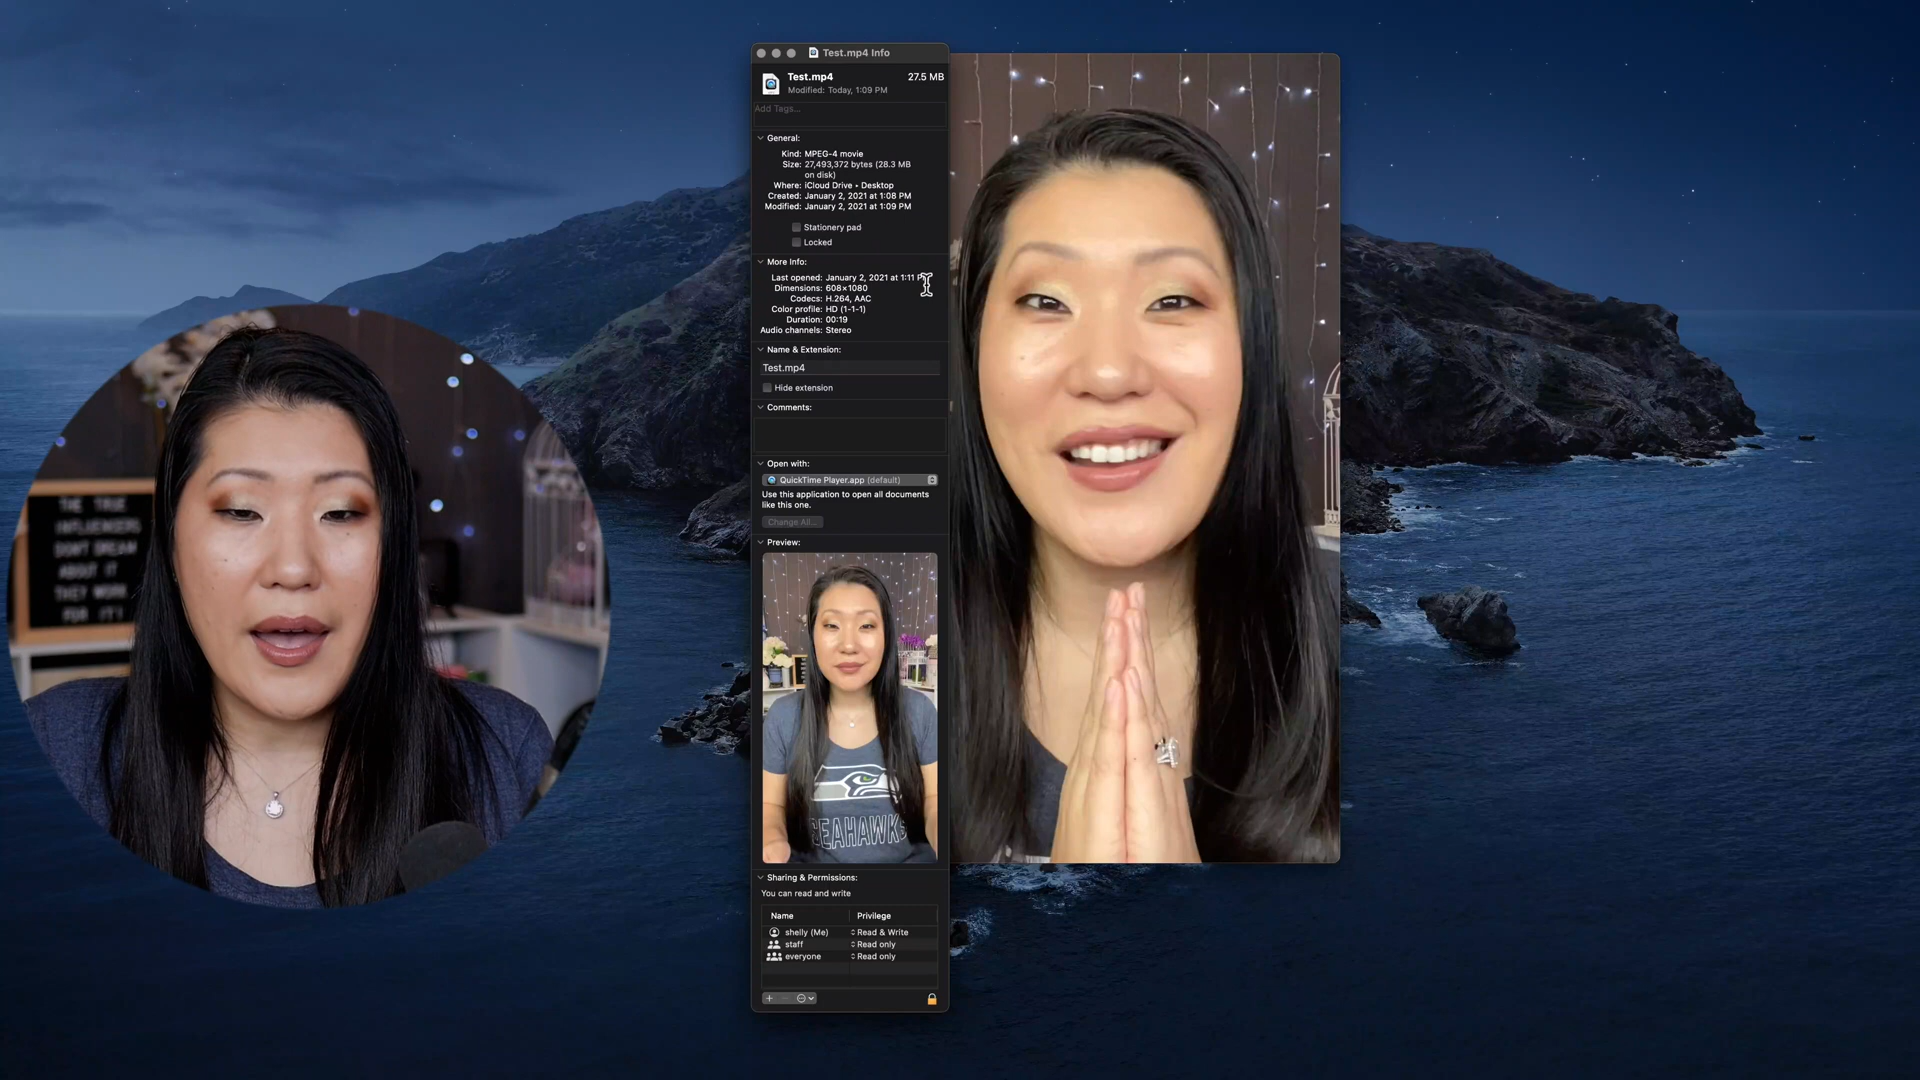 Test.mp4 Info
Test.mp4
27.5 MB
Modified: Today, 1:09 PM
Add Tags...
General:
Kind: MPEG-4 movie
Size: 27,493,372 bytes (28.3 MB
on disk)
Where: iCloud Drive • Desktop
Created: January 2, 2021 at 1:08 PM
Modified: January 2, 2021 at 1:09 PM
Stationery pad
Locked
More Info:
Last opened: January 2, 2021 at 1:11
Dimensions: 608×1080
Codecs: H.264, AAC
Color profile: HD (1-1-1)
Duration: 00:19
Audio channels: Stereo
Name & Extension:
Test.mp4
Hide extension
Comments:
Open with:
QuickTime Player.app (default)
Use this application to open all documents
like this one.
Change All...
Preview:
SEAHAWKS
Sharing & Permissions:
You can read and write
Name Privilege
shelly (Me) Read & Write
staff Read only
everyone Read only
THE TRUE
INFLUENCERS
DON'T DREAM
ABOUT IT
THEY WORK
FOR IT!